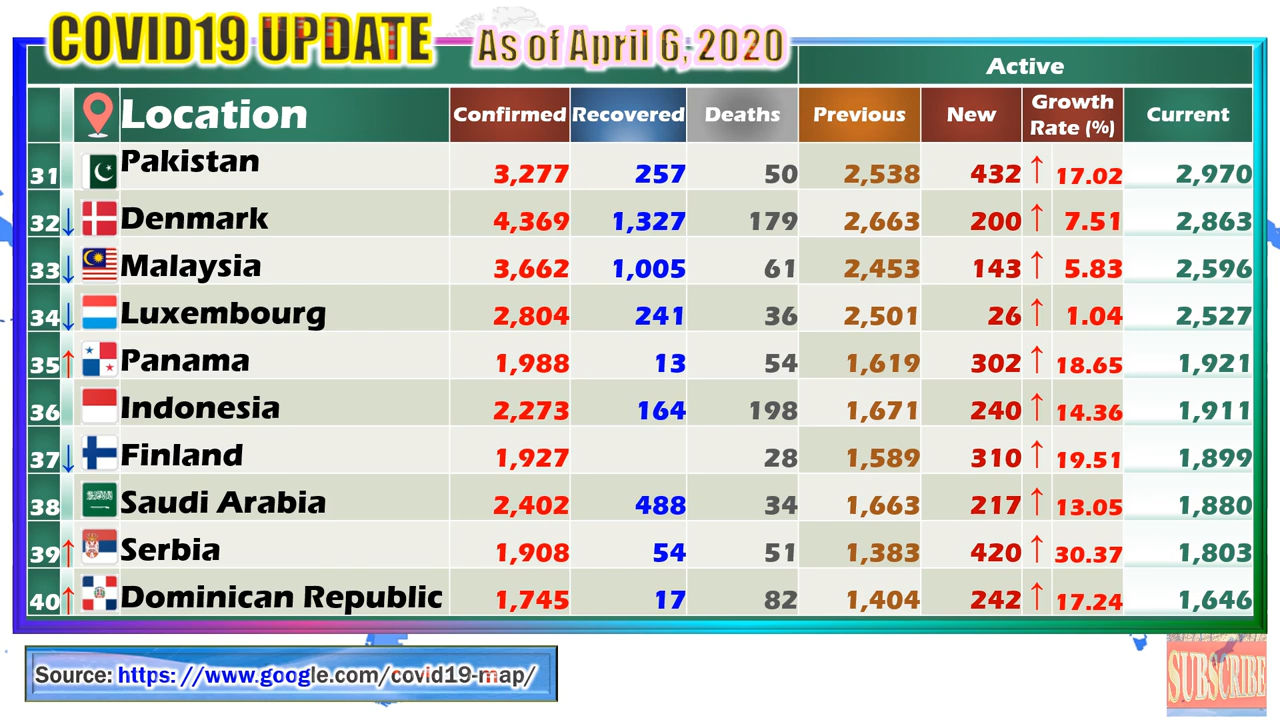 COVID19 UPDATE As of April 6, 2020
Active
Location Confirmed Recovered Deaths Previous New Growth Rate (%) Current
31 Pakistan 3,277 257 50 2,538 432 ↑ 17.02 2,970
32 ↓ Denmark 4,369 1,327 179 2,663 200 ↑ 7.51 2,863
33 ↓ Malaysia 3,662 1,005 61 2,453 143 ↑ 5.83 2,596
34 ↓ Luxembourg 2,804 241 36 2,501 26 ↑ 1.04 2,527
35 ↑ Panama 1,988 13 54 1,619 302 ↑ 18.65 1,921
36 Indonesia 2,273 164 198 1,671 240 ↑ 14.36 1,911
37 ↓ Finland 1,927 28 1,589 310 ↑ 19.51 1,899
38 Saudi Arabia 2,402 488 34 1,663 217 ↑ 13.05 1,880
39 ↑ Serbia 1,908 54 51 1,383 420 ↑ 30.37 1,803
40 ↑ Dominican Republic 1,745 17 82 1,404 242 ↑ 17.24 1,646
Source: https: //www.google.com/covid19-map/
SUBSCRIBE